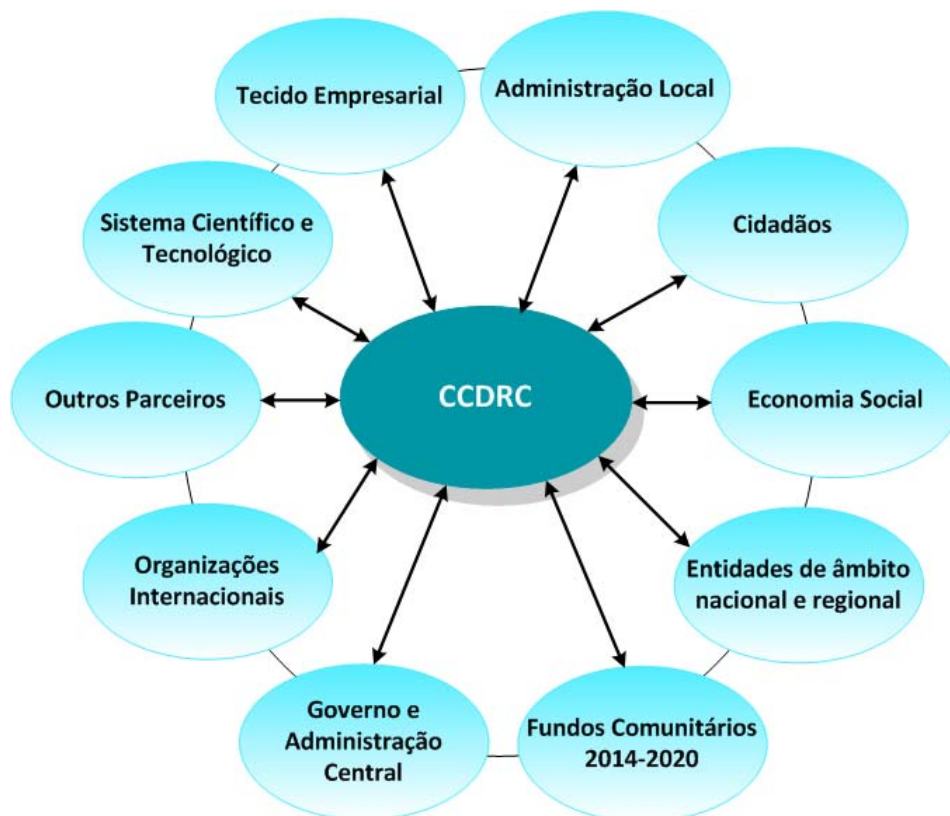 Tecido Empresarial
Administração Local
Sistema Científico e
Tecnológico
Cidadãos
Outros Parceiros
CCDRC
Economia Social
Organizações
Internacionais
Entidades de âmbito
nacional e regional
Governo e
Administração
Central
Fundos Comunitários
2014-2020